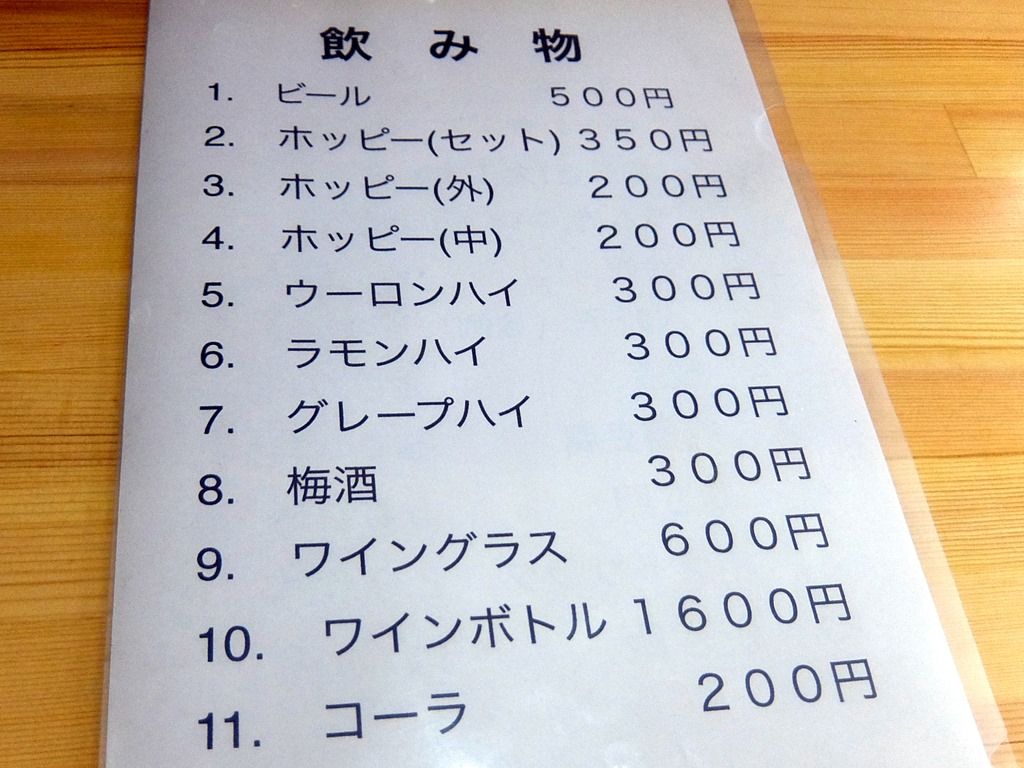 飲み物
1. ビール ５００円
2. ホッピー(セット) ３５０円
3. ホッピー(外) ２００円
4. ホッピー(中) ２００円
5. ウーロンハイ ３００円
6. ラモンハイ ３００円
7. グレープハイ ３００円
8. 梅酒 ３００円
9. ワイングラス ６００円
10. ワインボトル １６００円
11. コーラ ２００円